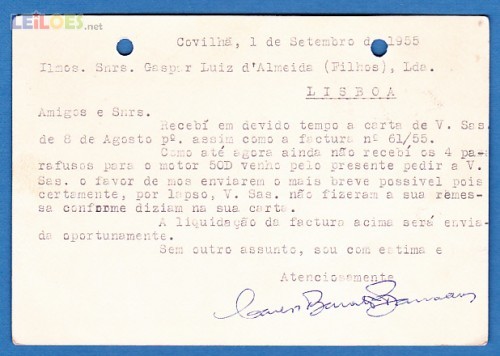 LEILOES.net
Covilhã, 1 de Setembro de 1955
Ilmos. Snrs. Gaspar Luiz d'Almeida (Filhos), Lda.
LISBOA
Amigos e Snrs.
Recebí em devido tempo a carta de V. Sas.
de 8 de Agosto pº. assim como a factura nº 61/55.
Como até agora ainda não recebí os 4 pa-
rafusos para o motor 50D venho pelo presente pedir a V.
Sas. o favor de mos enviarem o mais breve possivel pois
certamente, por lapso, V. Sas. não fizeram a sua remes-
sa conforme diziam na sua carta.
A liquidação da factura acima será envia-
da oportunamente.
Sem outro assunto, sou com estima e
Atenciosamente